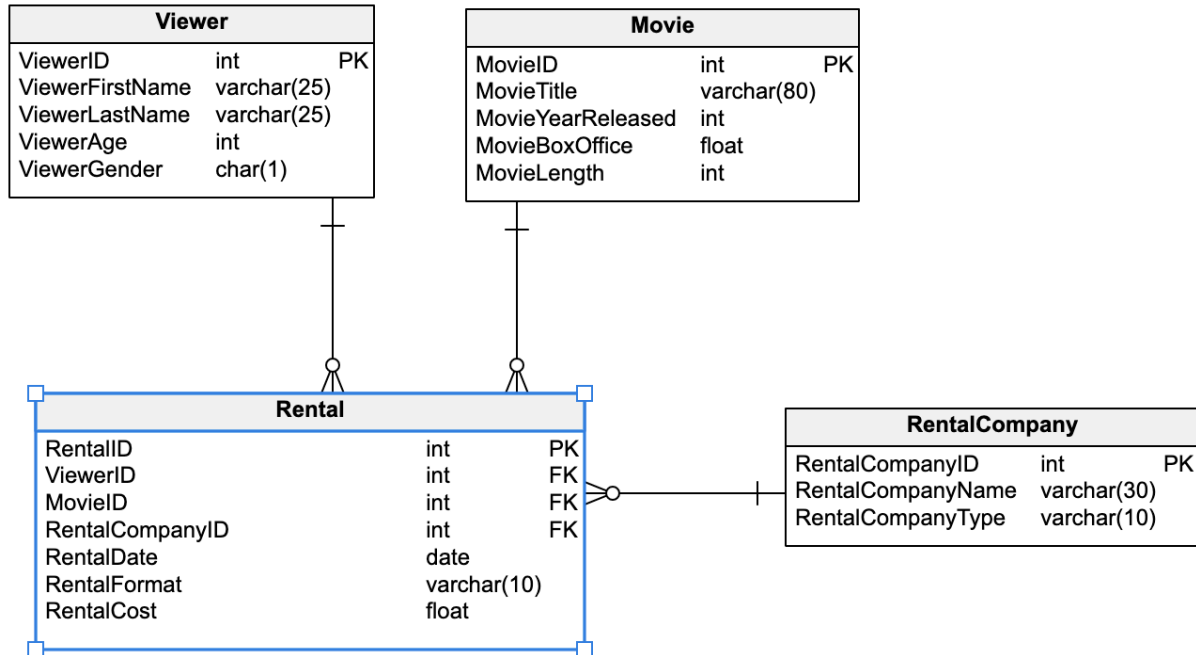 Viewer
ViewerID int PK
ViewerFirstName varchar(25)
ViewerLastName varchar(25)
ViewerAge int
ViewerGender char(1)
Movie
MovieID int PK
MovieTitle varchar(80)
MovieYearReleased int
MovieBoxOffice float
MovieLength int
Rental
RentalID int PK
ViewerID int FK
MovieID int FK
RentalCompanyID int FK
RentalDate date
RentalFormat varchar(10)
RentalCost float
RentalCompany
RentalCompanyID int PK
RentalCompanyName varchar(30)
RentalCompanyType varchar(10)